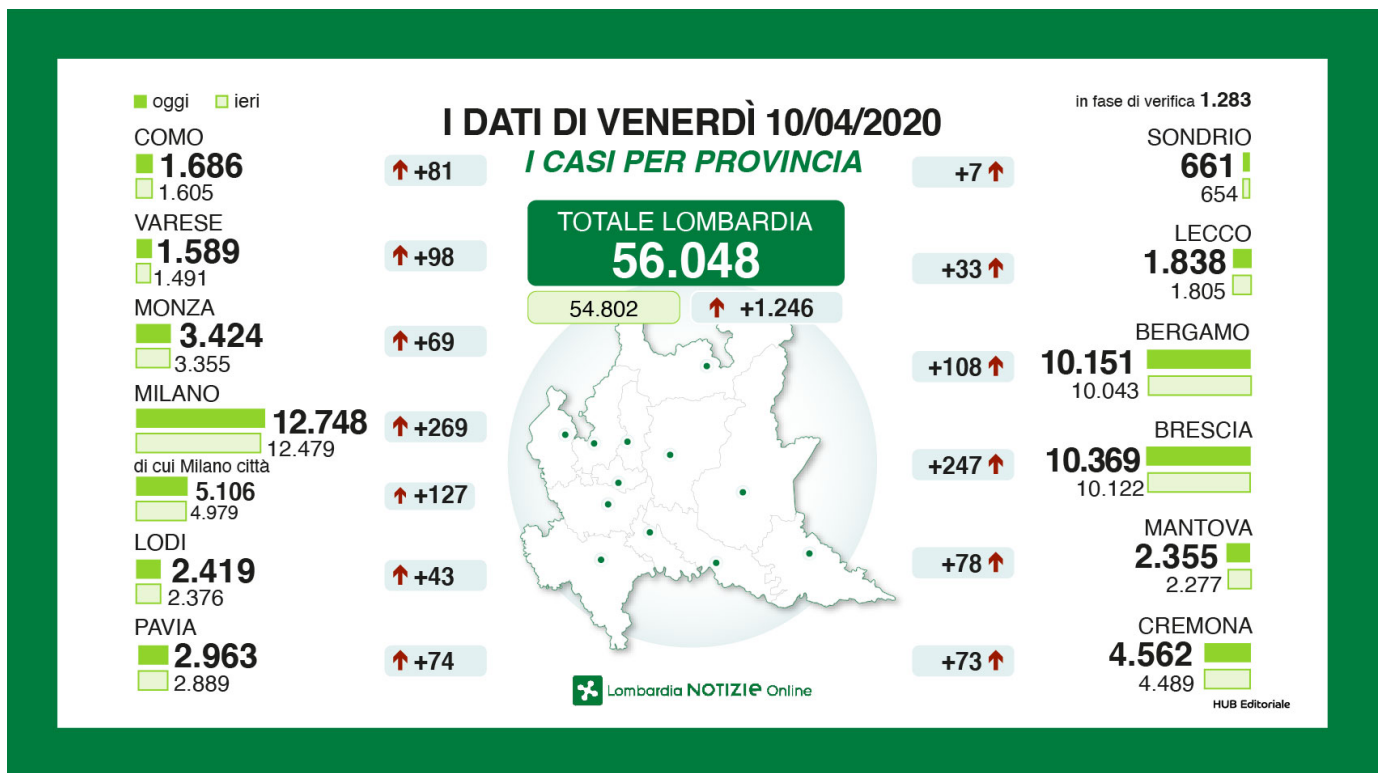 oggi ieri
in fase di verifica 1.283
I DATI DI VENERDÌ 10/04/2020
I CASI PER PROVINCIA
TOTALE LOMBARDIA
56.048
54.802
+1.246
COMO
1.686
1.605
+81
VARESE
1.589
1.491
+98
MONZA
3.424
3.355
+69
MILANO
12.748
12.479
+269
di cui Milano città
5.106
4.979
+127
LODI
2.419
2.376
+43
PAVIA
2.963
2.889
+74
SONDRIO
+7
661
654
LECCO
+33
1.838
1.805
BERGAMO
+108
10.151
10.043
BRESCIA
+247
10.369
10.122
MANTOVA
+78
2.355
2.277
CREMONA
+73
4.562
4.489
Lombardia NOTIZIE Online
HUB Editoriale